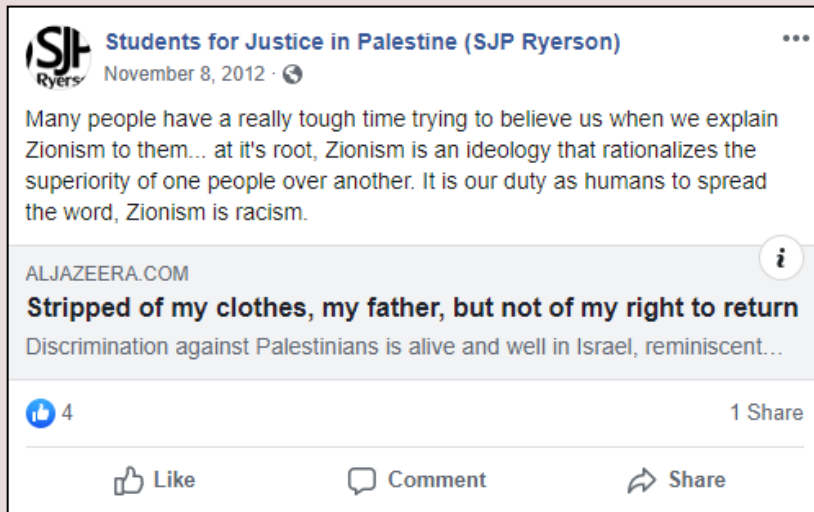 SJP
Ryers
Students for Justice in Palestine (SJP Ryerson)
November 8, 2012 ·
Many people have a really tough time trying to believe us when we explain
Zionism to them... at it's root, Zionism is an ideology that rationalizes the
superiority of one people over another. It is our duty as humans to spread
the word, Zionism is racism.
i
ALJAZEERA.COM
Stripped of my clothes, my father, but not of my right to return
Discrimination against Palestinians is alive and well in Israel, reminiscent...
4
1 Share
Like Comment Share